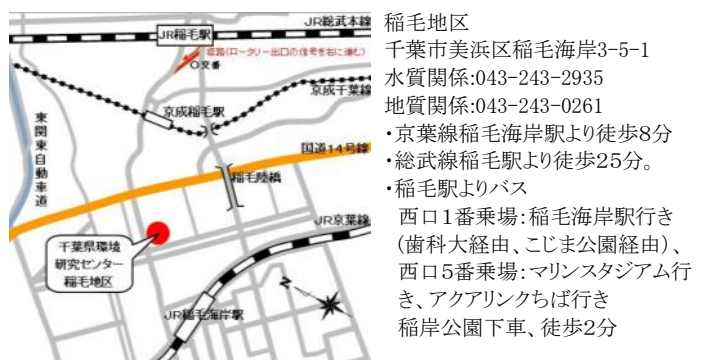 JR総武本線
JR稲毛駅
O交番
京成千葉線
京成稲毛駅
東関東自動車道
国道14号線
稲毛陸橋
JR京葉線
千葉県環境
研究センター
稲毛地区
JR稲毛海岸駅
N
稲毛地区
千葉市美浜区稲毛海岸3-5-1
水質関係:043-243-2935
地質関係:043-243-0261
・京葉線稲毛海岸駅より徒歩8分
・総武線稲毛駅より徒歩25分。
・稲毛駅よりバス
西口1番乗場:稲毛海岸駅行き
(歯科大経由、こじま公園経由)、
西口5番乗場:マリンスタジアム行
き、アクアリンクちば行き
稲岸公園下車、徒歩2分